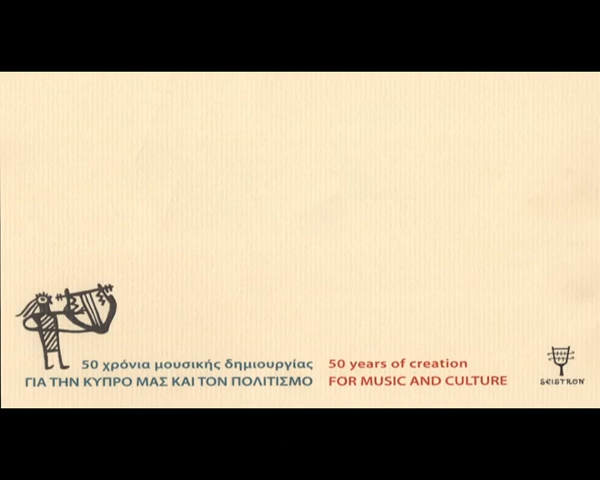 50 χρόνια μουσικής δημιουργίας
ΓΙΑ ΤΗΝ ΚΥΠΡΟ ΜΑΣ ΚΑΙ ΤΟΝ ΠΟΛΙΤΙΣΜΟ
50 years of creation
FOR MUSIC AND CULTURE
SEISTRON